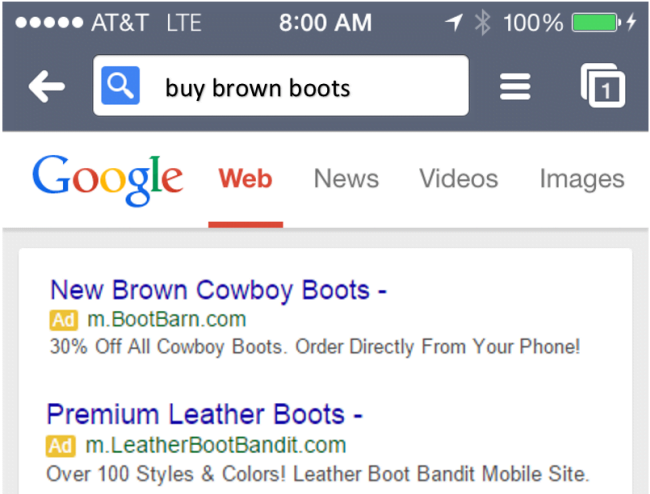 AT&T LTE 8:00 AM 100%
buy brown boots 1
Google Web News Videos Images
New Brown Cowboy Boots -
Ad m.BootBarn.com
30% Off All Cowboy Boots. Order Directly From Your Phone!
Premium Leather Boots -
Ad m.LeatherBootBandit.com
Over 100 Styles & Colors! Leather Boot Bandit Mobile Site.